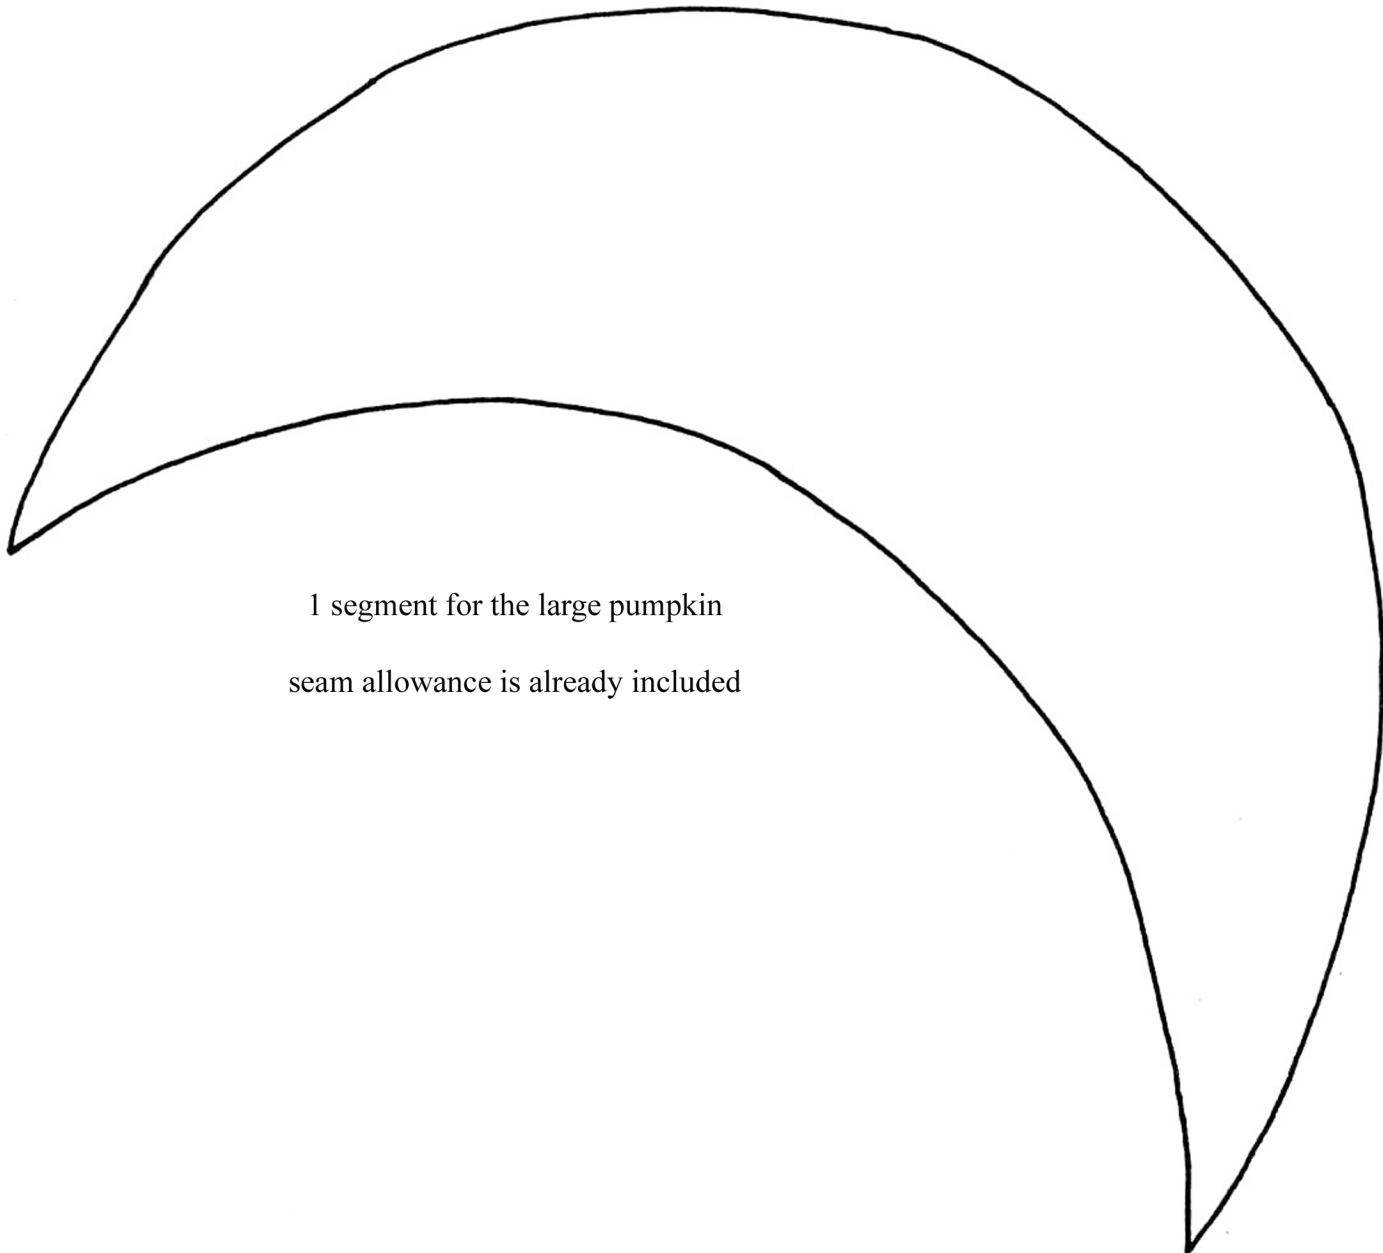 1 segment for the large pumpkin
seam allowance is already included